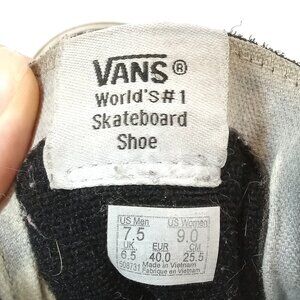 VANS®
World's#1
Skateboard
Shoe
US Men US Women
7.5 9.0
UK EUR CM
6.5 40.0 25.5
Made in Vietnam
Fabriqué en Vietnam